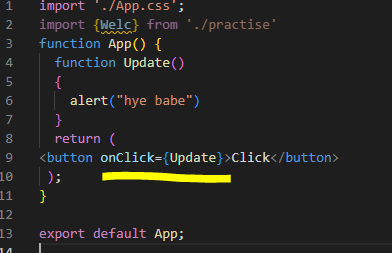 1 import './App.css';
2 import {Welc} from './practise'
3 function App() {
4 function Update()
5 {
6 alert("hye babe")
7 }
8 return (
9 <button onClick={Update}>Click</button>
10 );
11 }
12
13 export default App;
14